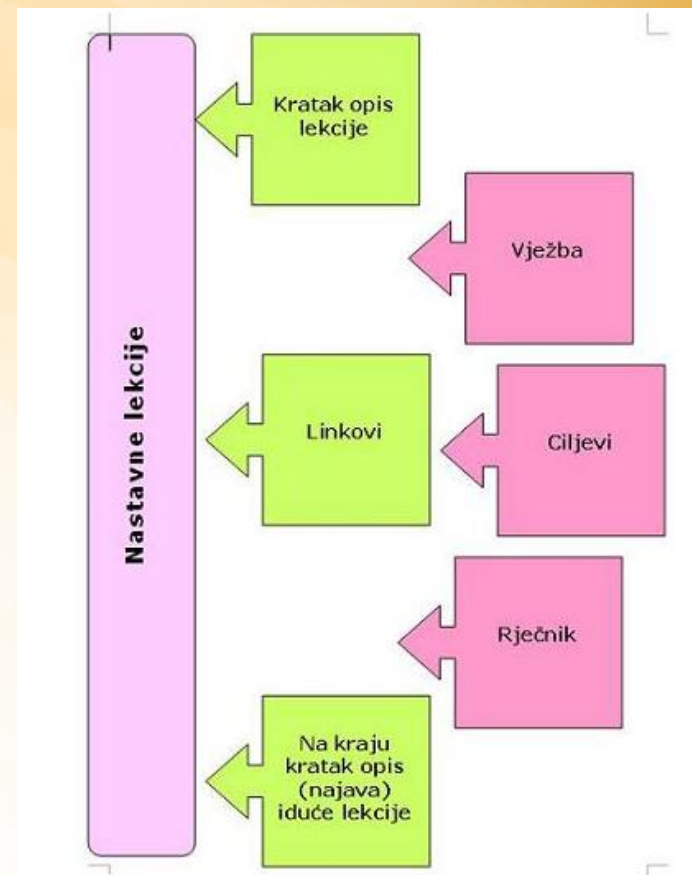 Nastavne lekcije
Kratak opis
lekcije
Vježba
Linkovi
Ciljevi
Rječnik
Na kraju
kratak opis
(najava)
iduće lekcije